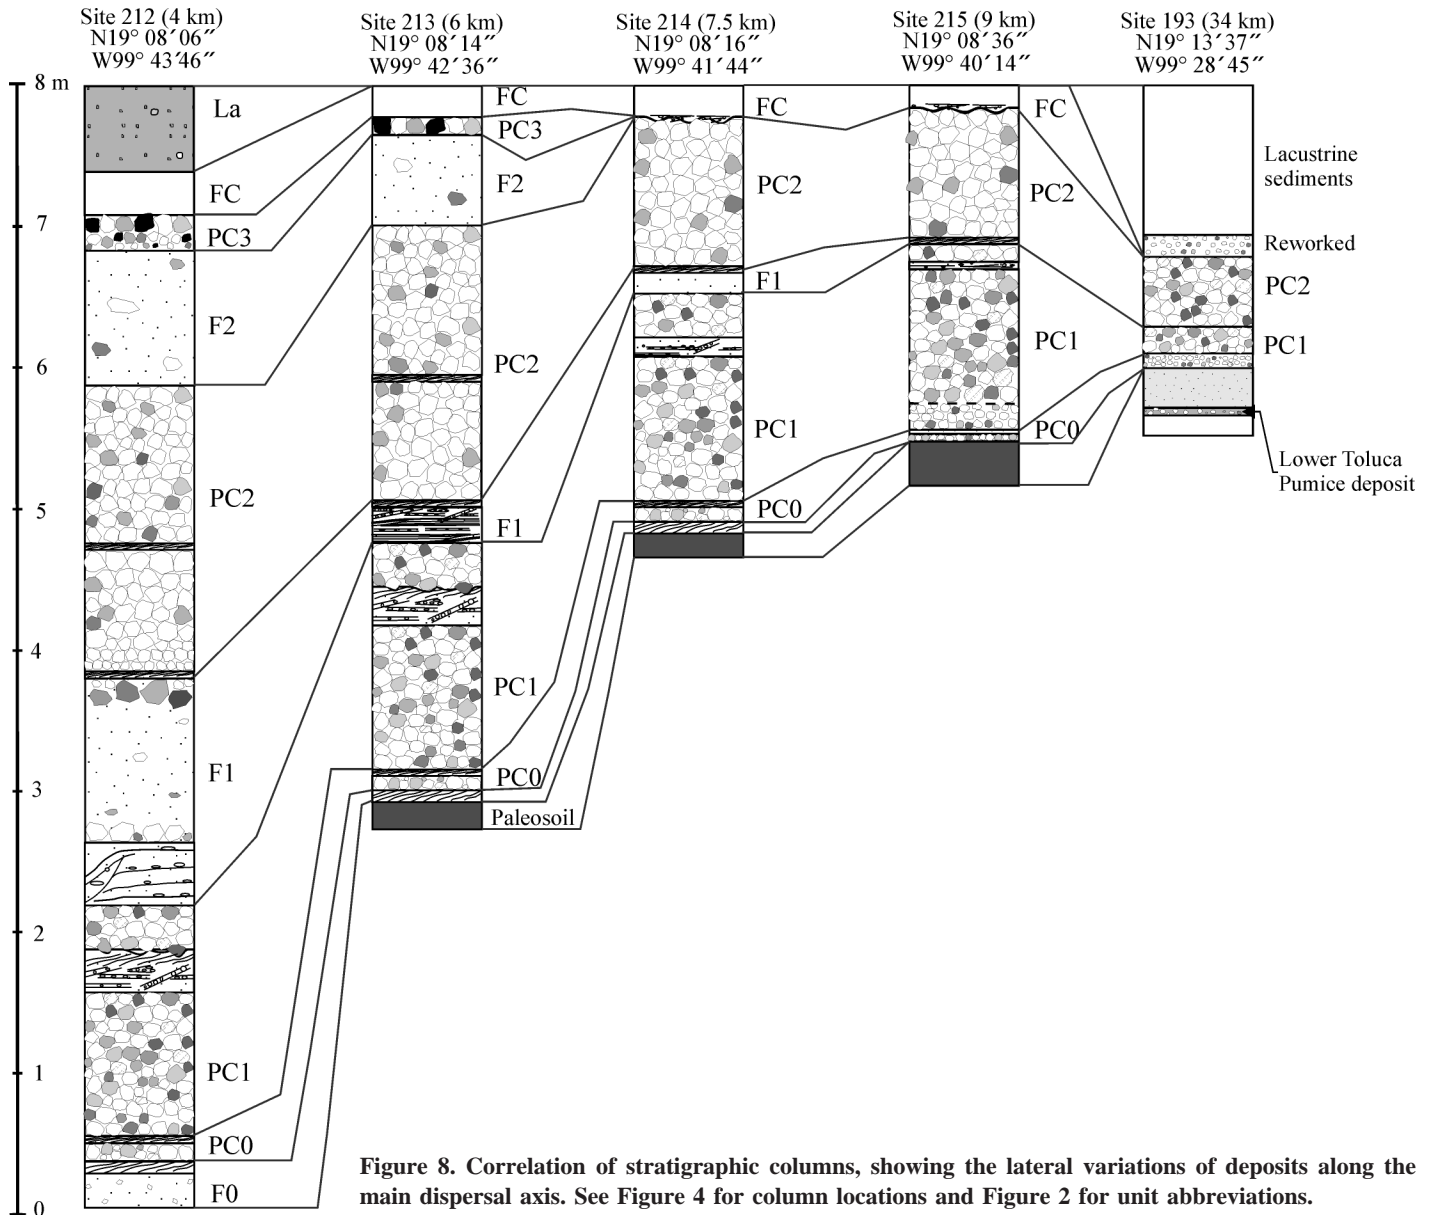 Site 212 (4 km)
N19° 08′06″
W99° 43′46″
Site 213 (6 km)
N19° 08′14″
W99° 42′36″
Site 214 (7.5 km)
N19° 08′16″
W99° 41′44″
Site 215 (9 km)
N19° 08′36″
W99° 40′14″
Site 193 (34 km)
N19° 13′37″
W99° 28′45″
8 m
7
6
5
4
3
2
1
0
La
FC
PC3
F2
PC2
F1
PC1
PC0
F0
FC
PC3
F2
PC2
F1
PC1
PC0
Paleosoil
FC
PC2
F1
PC1
PC0
FC
PC2
PC1
PC0
Lacustrine
sediments
Reworked
PC2
PC1
Lower Toluca
Pumice deposit
Figure 8. Correlation of stratigraphic columns, showing the lateral variations of deposits along the
main dispersal axis. See Figure 4 for column locations and Figure 2 for unit abbreviations.